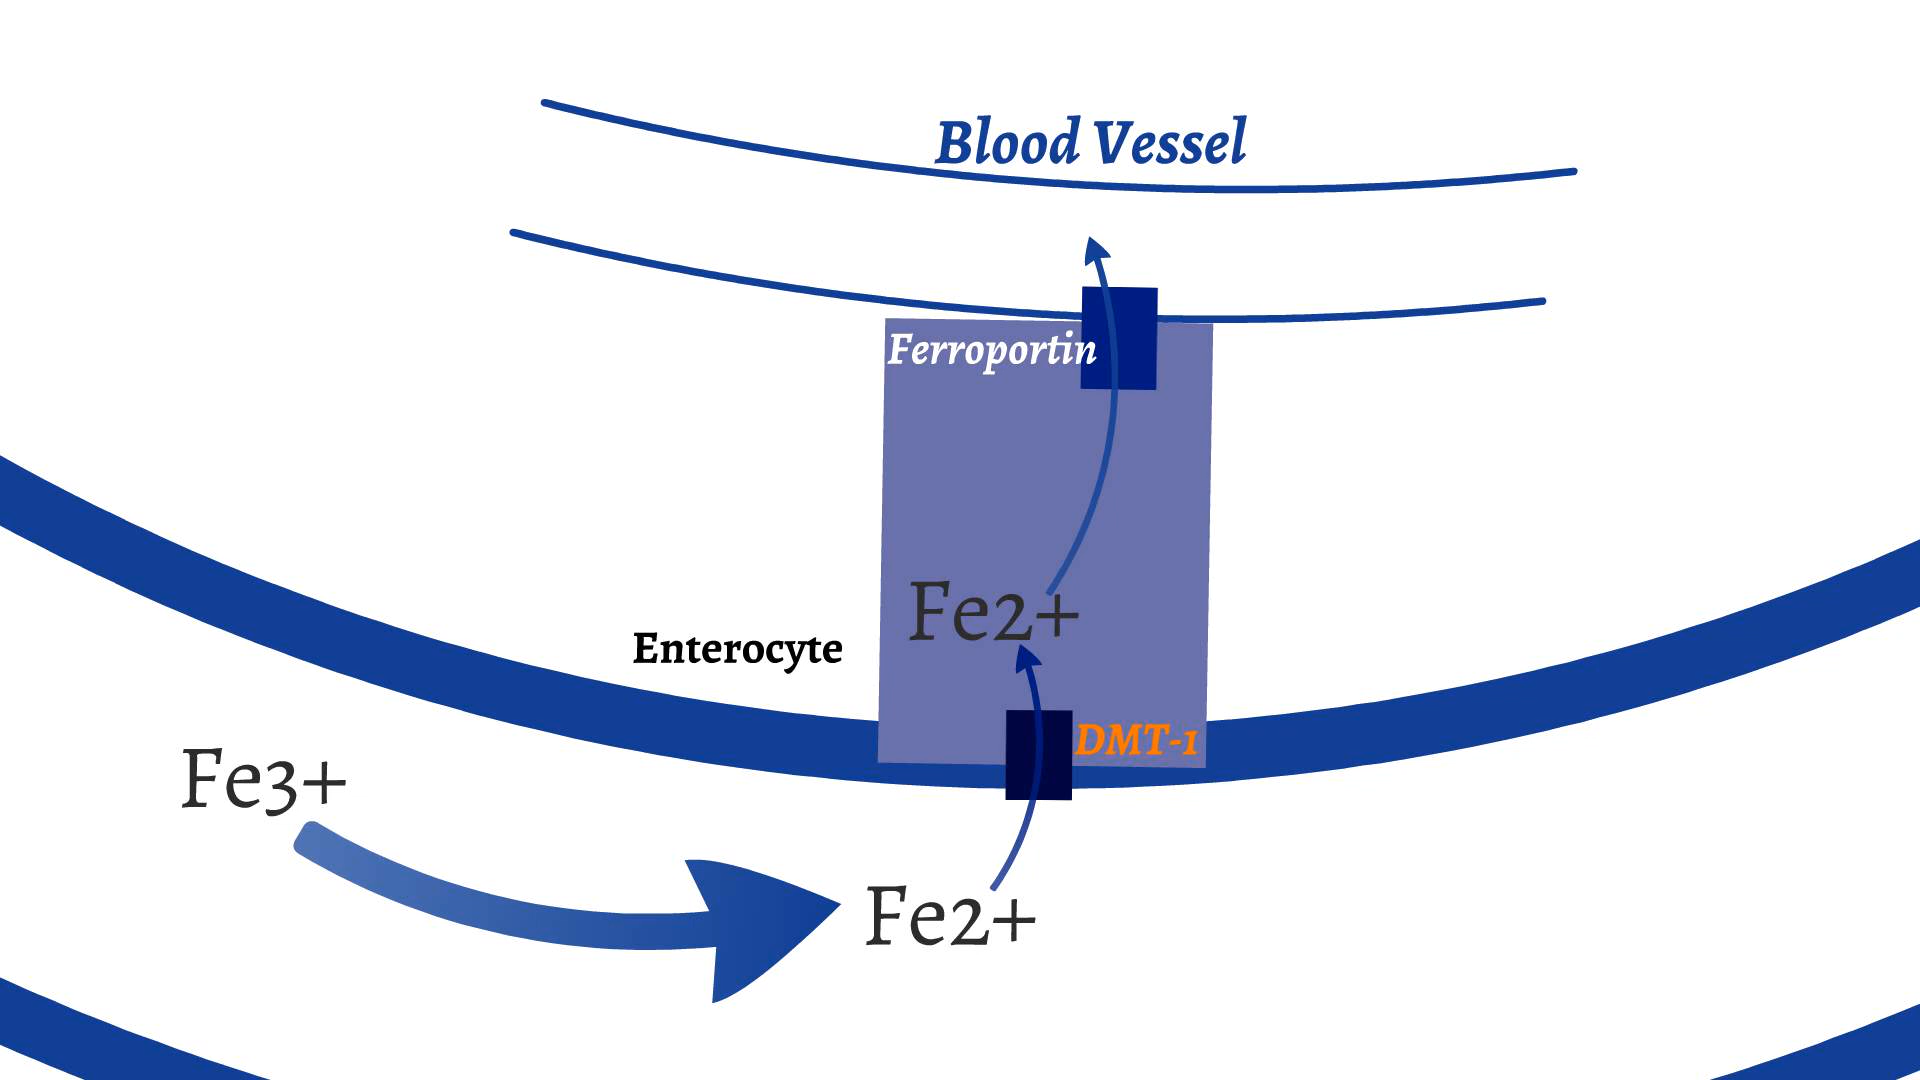 Blood Vessel
Ferroportin
Fe2+
Enterocyte
DMT-1
Fe3+
Fe2+